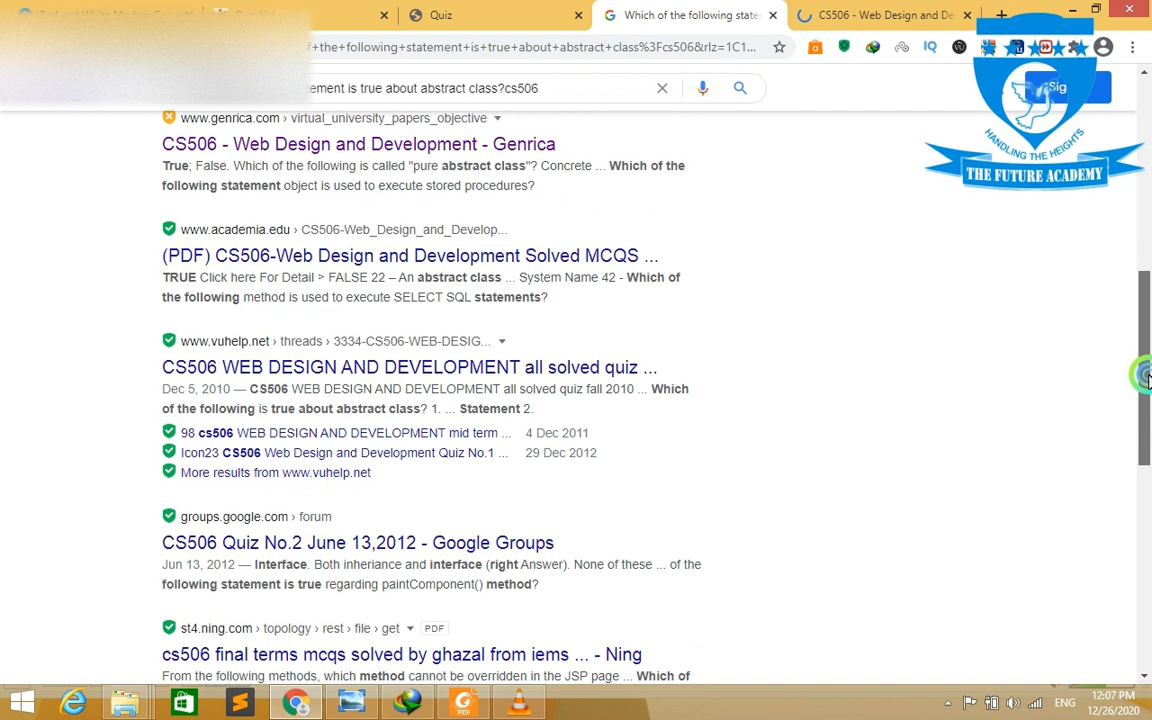 Quiz
Which of the following state
CS506 - Web Design and De
f+the+following+statement+is+true+about+abstract+class%3Fcs506&rlz=1C1...
IQ
ement is true about abstract class?cs506
Sig
HANDLING THE HEIGHTS
THE FUTURE ACADEMY
www.genrica.com › virtual_university_papers_objective
CS506 - Web Design and Development - Genrica
True; False. Which of the following is called "pure abstract class"? Concrete ... Which of the
following statement object is used to execute stored procedures?
www.academia.edu › CS506-Web_Design_and_Develop...
(PDF) CS506-Web Design and Development Solved MCQS ...
TRUE Click here For Detail > FALSE 22 – An abstract class ... System Name 42 - Which of
the following method is used to execute SELECT SQL statements?
www.vuhelp.net › threads › 3334-CS506-WEB-DESIG...
CS506 WEB DESIGN AND DEVELOPMENT all solved quiz ...
Dec 5, 2010 — CS506 WEB DESIGN AND DEVELOPMENT all solved quiz fall 2010 ... Which
of the following is true about abstract class? 1. ... Statement 2.
98 cs506 WEB DESIGN AND DEVELOPMENT mid term ... 4 Dec 2011
Icon23 CS506 Web Design and Development Quiz No.1 ... 29 Dec 2012
More results from www.vuhelp.net
groups.google.com › forum
CS506 Quiz No.2 June 13,2012 - Google Groups
Jun 13, 2012 — Interface. Both inheriance and interface (right Answer). None of these ... of the
following statement is true regarding paintComponent() method?
st4.ning.com › topology › rest › file › get PDF
cs506 final terms mcqs solved by ghazal from iems ... - Ning
From the following methods, which method cannot be overridden in the JSP page ... Which of
ENG
12:07 PM
12/26/2020